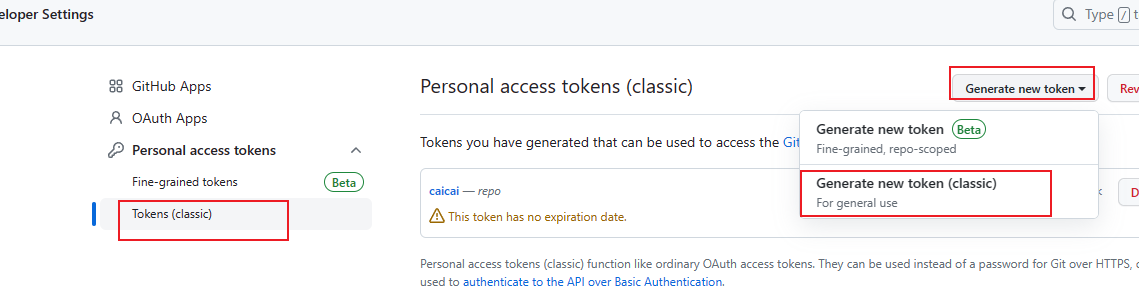 eloper Settings
Type / t
GitHub Apps
OAuth Apps
Personal access tokens
Fine-grained tokens Beta
Tokens (classic)
Personal access tokens (classic)
Generate new token
Rev
Generate new token Beta
Fine-grained, repo-scoped
Generate new token (classic)
For general use
Tokens you have generated that can be used to access the Git
caicai — repo
k
D
This token has no expiration date.
Personal access tokens (classic) function like ordinary OAuth access tokens. They can be used instead of a password for Git over HTTPS,
used to authenticate to the API over Basic Authentication.